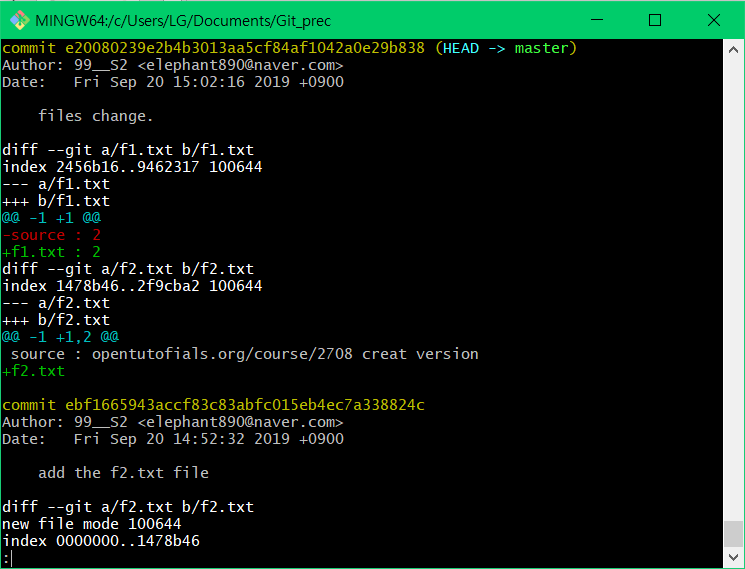 MINGW64:/c/Users/LG/Documents/Git_prec
commit e20080239e2b4b3013aa5cf84af1042a0e29b838 (HEAD -> master)
Author: 99__S2 <elephant890@naver.com>
Date:   Fri Sep 20 15:02:16 2019 +0900

    files change.

diff --git a/f1.txt b/f1.txt
index 2456b16..9462317 100644
--- a/f1.txt
+++ b/f1.txt
@@ -1 +1 @@
-source : 2
+f1.txt : 2
diff --git a/f2.txt b/f2.txt
index 1478b46..2f9cba2 100644
--- a/f2.txt
+++ b/f2.txt
@@ -1 +1,2 @@
 source : opentutofials.org/course/2708 creat version
+f2.txt

commit ebf1665943accf83c83abfc015eb4ec7a338824c
Author: 99__S2 <elephant890@naver.com>
Date:   Fri Sep 20 14:52:32 2019 +0900

    add the f2.txt file

diff --git a/f2.txt b/f2.txt
new file mode 100644
index 0000000..1478b46
: